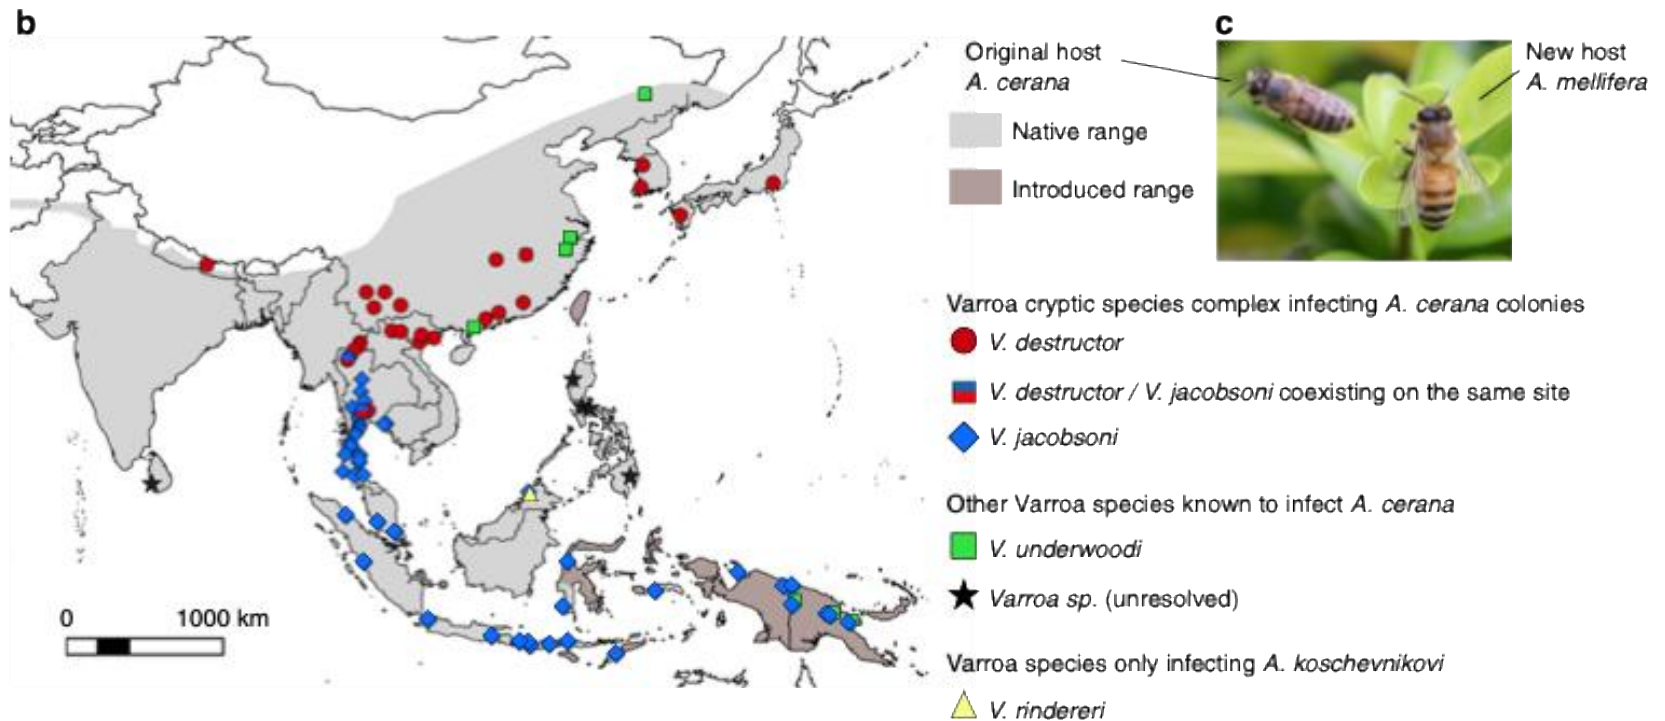 b
Original host
A. cerana
Native range
Introduced range
c
New host
A. mellifera
Varroa cryptic species complex infecting A. cerana colonies
V. destructor
V. destructor / V. jacobsoni coexisting on the same site
V. jacobsoni
Other Varroa species known to infect A. cerana
V. underwoodi
Varroa sp. (unresolved)
Varroa species only infecting A. koschevnikovi
V. rindereri
0 1000 km